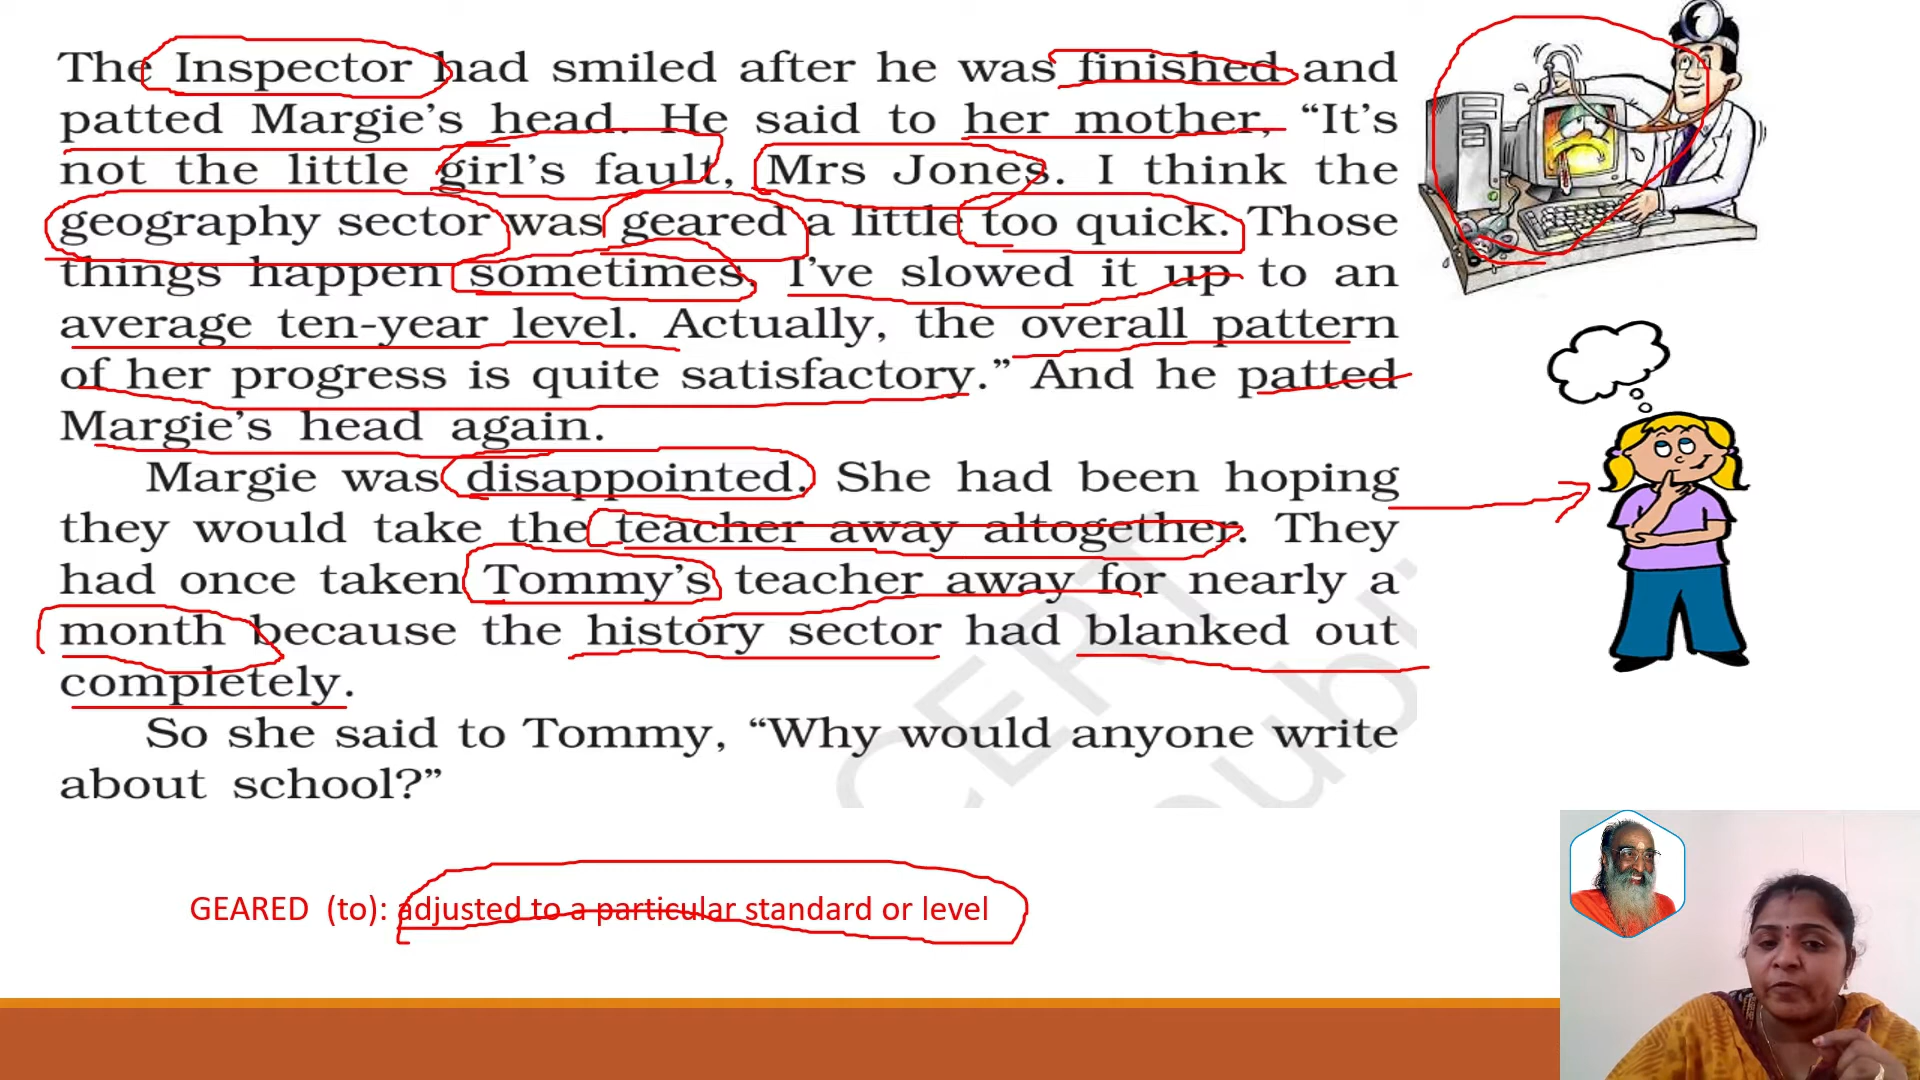 The Inspector had smiled after he was finished and
patted Margie’s head. He said to her mother, “It’s
not the little girl’s fault, Mrs Jones. I think the
geography sector was geared a little too quick. Those
things happen sometimes. I’ve slowed it up to an
average ten-year level. Actually, the overall pattern
of her progress is quite satisfactory.” And he patted
Margie’s head again.
Margie was disappointed. She had been hoping
they would take the teacher away altogether. They
had once taken Tommy’s teacher away for nearly a
month because the history sector had blanked out
completely.
So she said to Tommy, “Why would anyone write
about school?”
GEARED (to): adjusted to a particular standard or level